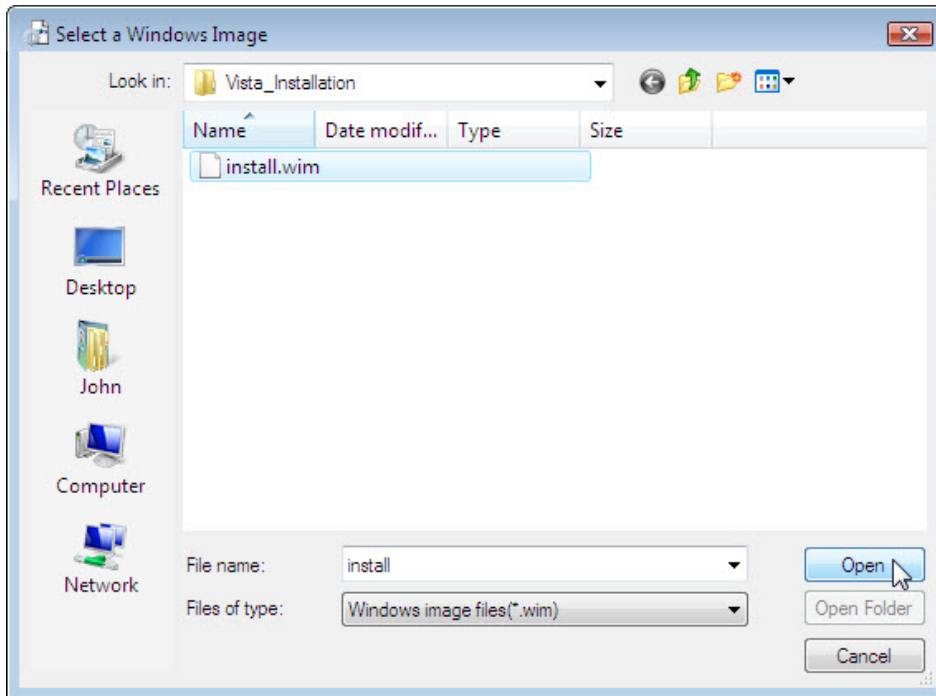 Select a Windows Image
Look in: Vista_Installation
Name Date modif... Type Size
install.wim
Recent Places
Desktop
John
Computer
Network
File name: install Open
Files of type: Windows image files(*.wim) Open Folder
Cancel